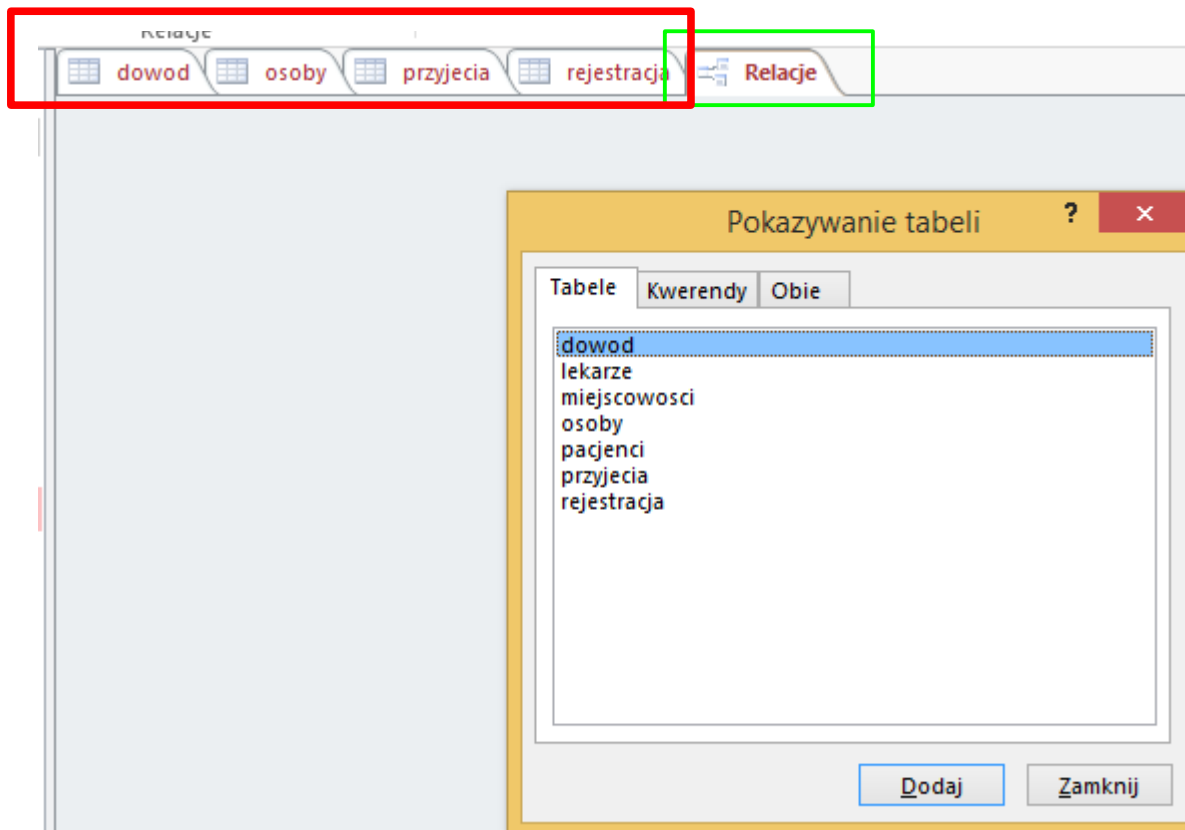 Relacje
dowod osoby przyjecia rejestracja Relacje
Pokazywanie tabeli ? ×
Tabele Kwerendy Obie
dowod
lekarze
miejscowosci
osoby
pacjenci
przyjecia
rejestracja
Dodaj Zamknij